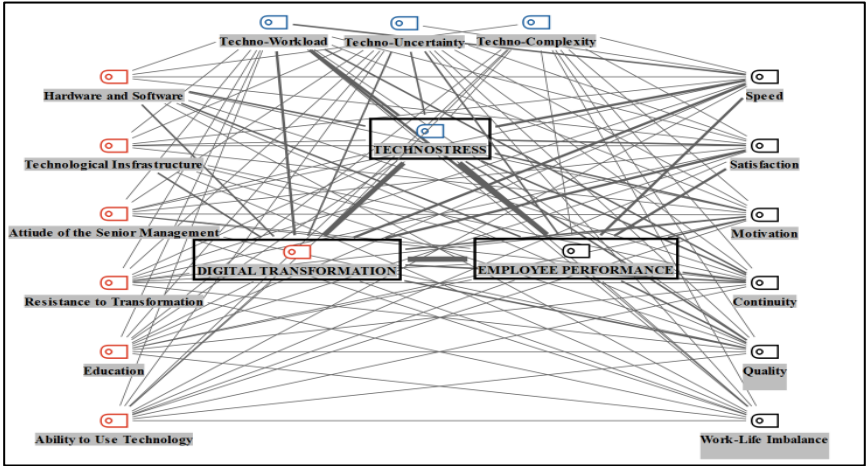 Techno-Workload
Techno-Uncertainty
Techno-Complexity
Hardware and Software
Speed
TECHNOSTRESS
Technological Insfrastructure
Satisfaction
Attiude of the Senior Management
Motivation
DIGITAL TRANSFORMATION
EMPLOYEE PERFORMANCE
Resistance to Transformation
Continuity
Education
Quality
Ability to Use Technology
Work-Life Imbalance